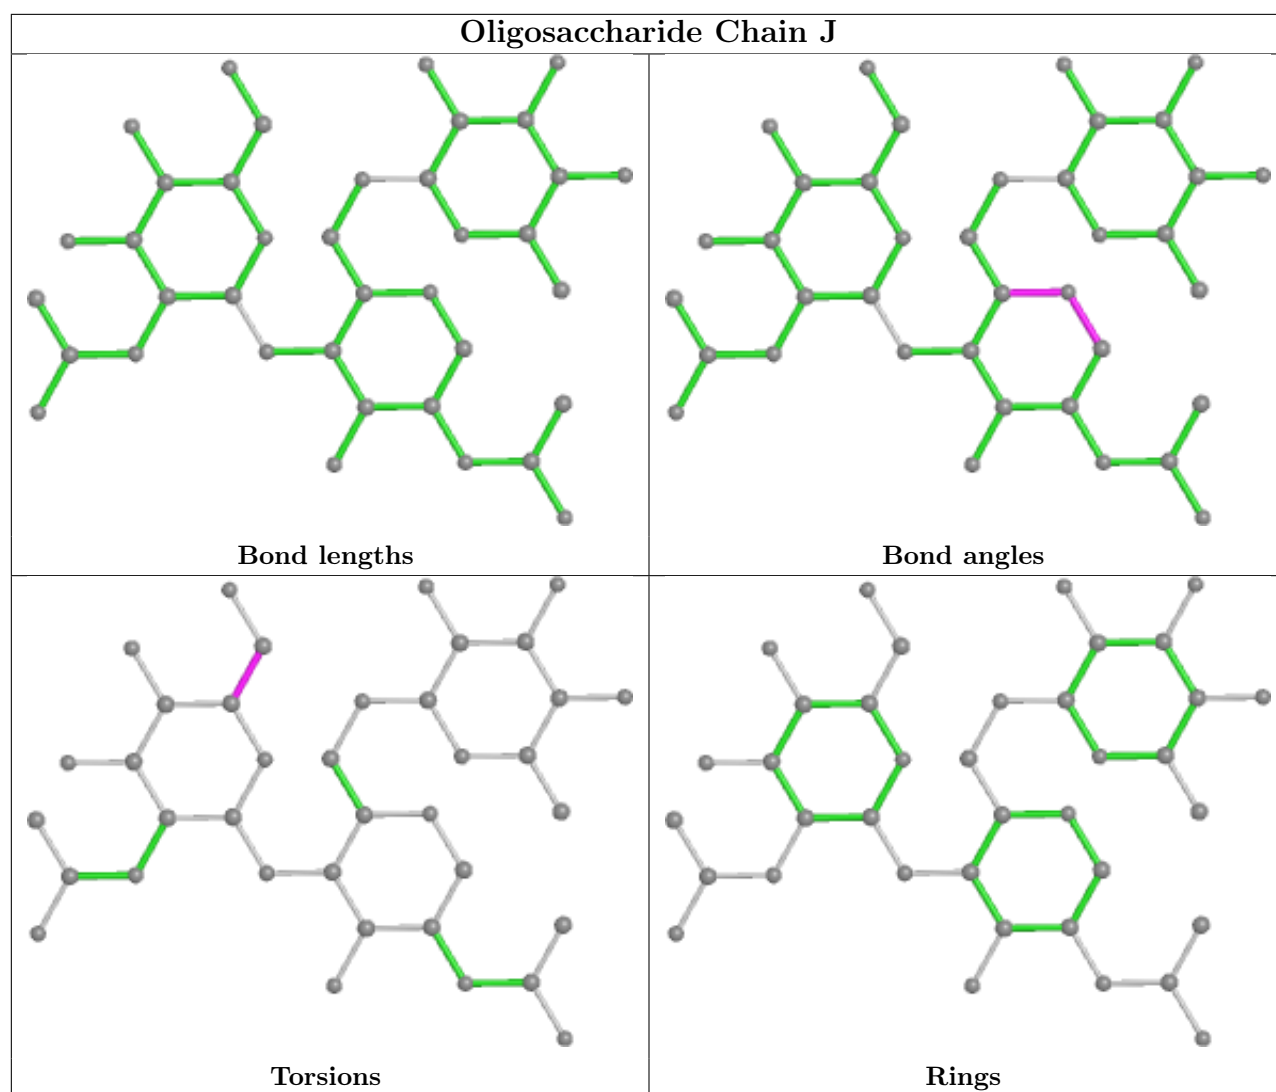 Oligosaccharide Chain J
Bond lengths
Bond angles
Torsions
Rings